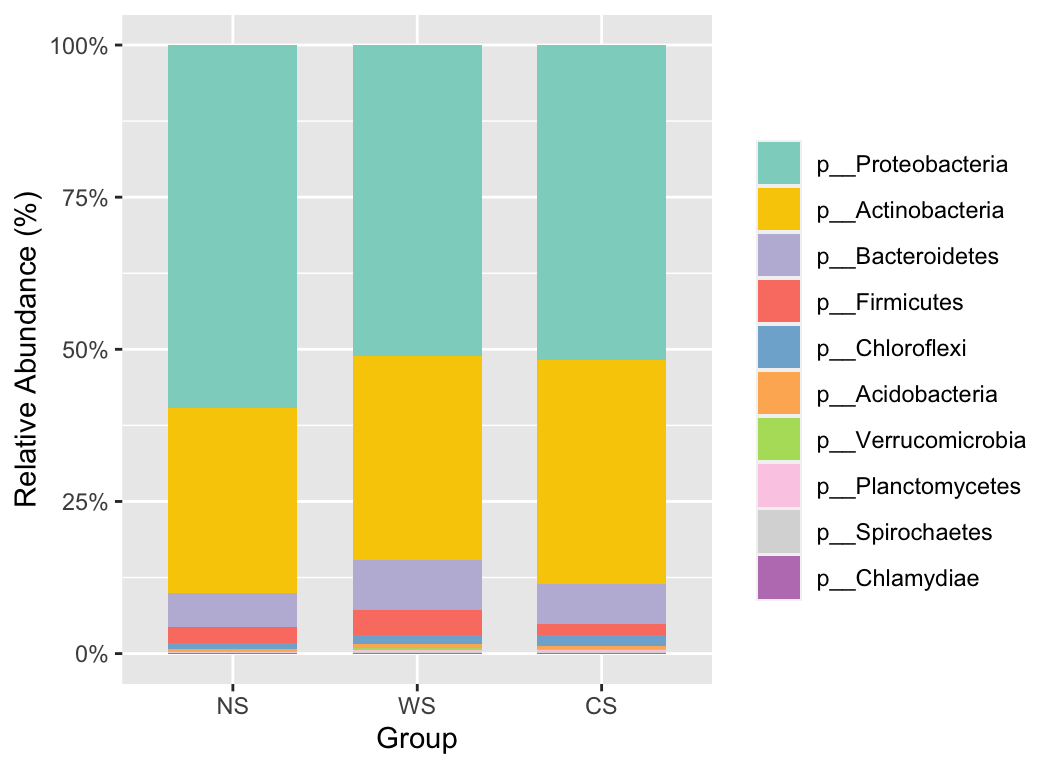 100%
75%
50%
25%
0%
Relative Abundance (%)
NS WS CS
Group
p__Proteobacteria
p__Actinobacteria
p__Bacteroidetes
p__Firmicutes
p__Chloroflexi
p__Acidobacteria
p__Verrucomicrobia
p__Planctomycetes
p__Spirochaetes
p__Chlamydiae